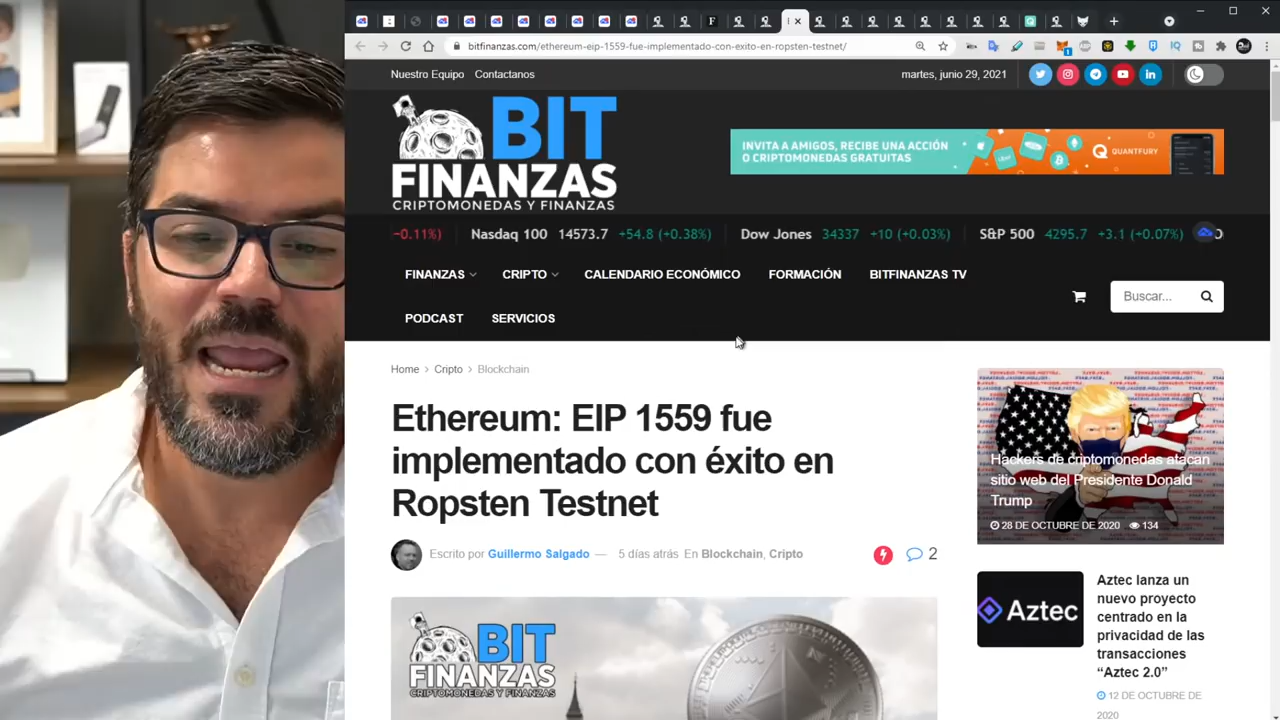 bitfinanzas.com/ethereum-eip-1559-fue-implementado-con-exito-en-ropsten-testnet/
Nuestro Equipo Contactanos
martes, junio 29, 2021
BIT
FINANZAS
CRIPTOMONEDAS Y FINANZAS
INVITA A AMIGOS, RECIBE UNA ACCIÓN
O CRIPTOMONEDAS GRATUITAS
QUANTFURY
−0.11%) Nasdaq 100 14573.7 +54.8 (+0.38%) Dow Jones 34337 +10 (+0.03%) S&P 500 4295.7 +3.1 (+0.07%)
FINANZAS CRIPTO CALENDARIO ECONÓMICO FORMACIÓN BITFINANZAS TV
PODCAST SERVICIOS
Buscar...
Home > Cripto > Blockchain
Ethereum: EIP 1559 fue
implementado con éxito en
Ropsten Testnet
Escrito por Guillermo Salgado — 5 días atrás En Blockchain, Cripto
2
BIT
FINANZAS
CRIPTOMONEDAS Y FINANZAS
Hackers de criptomonedas atacan
sitio web del Presidente Donald
Trump
28 DE OCTUBRE DE 2020 134
Aztec
Aztec lanza un
nuevo proyecto
centrado en la
privacidad de las
transacciones
“Aztec 2.0”
12 DE OCTUBRE DE
2020